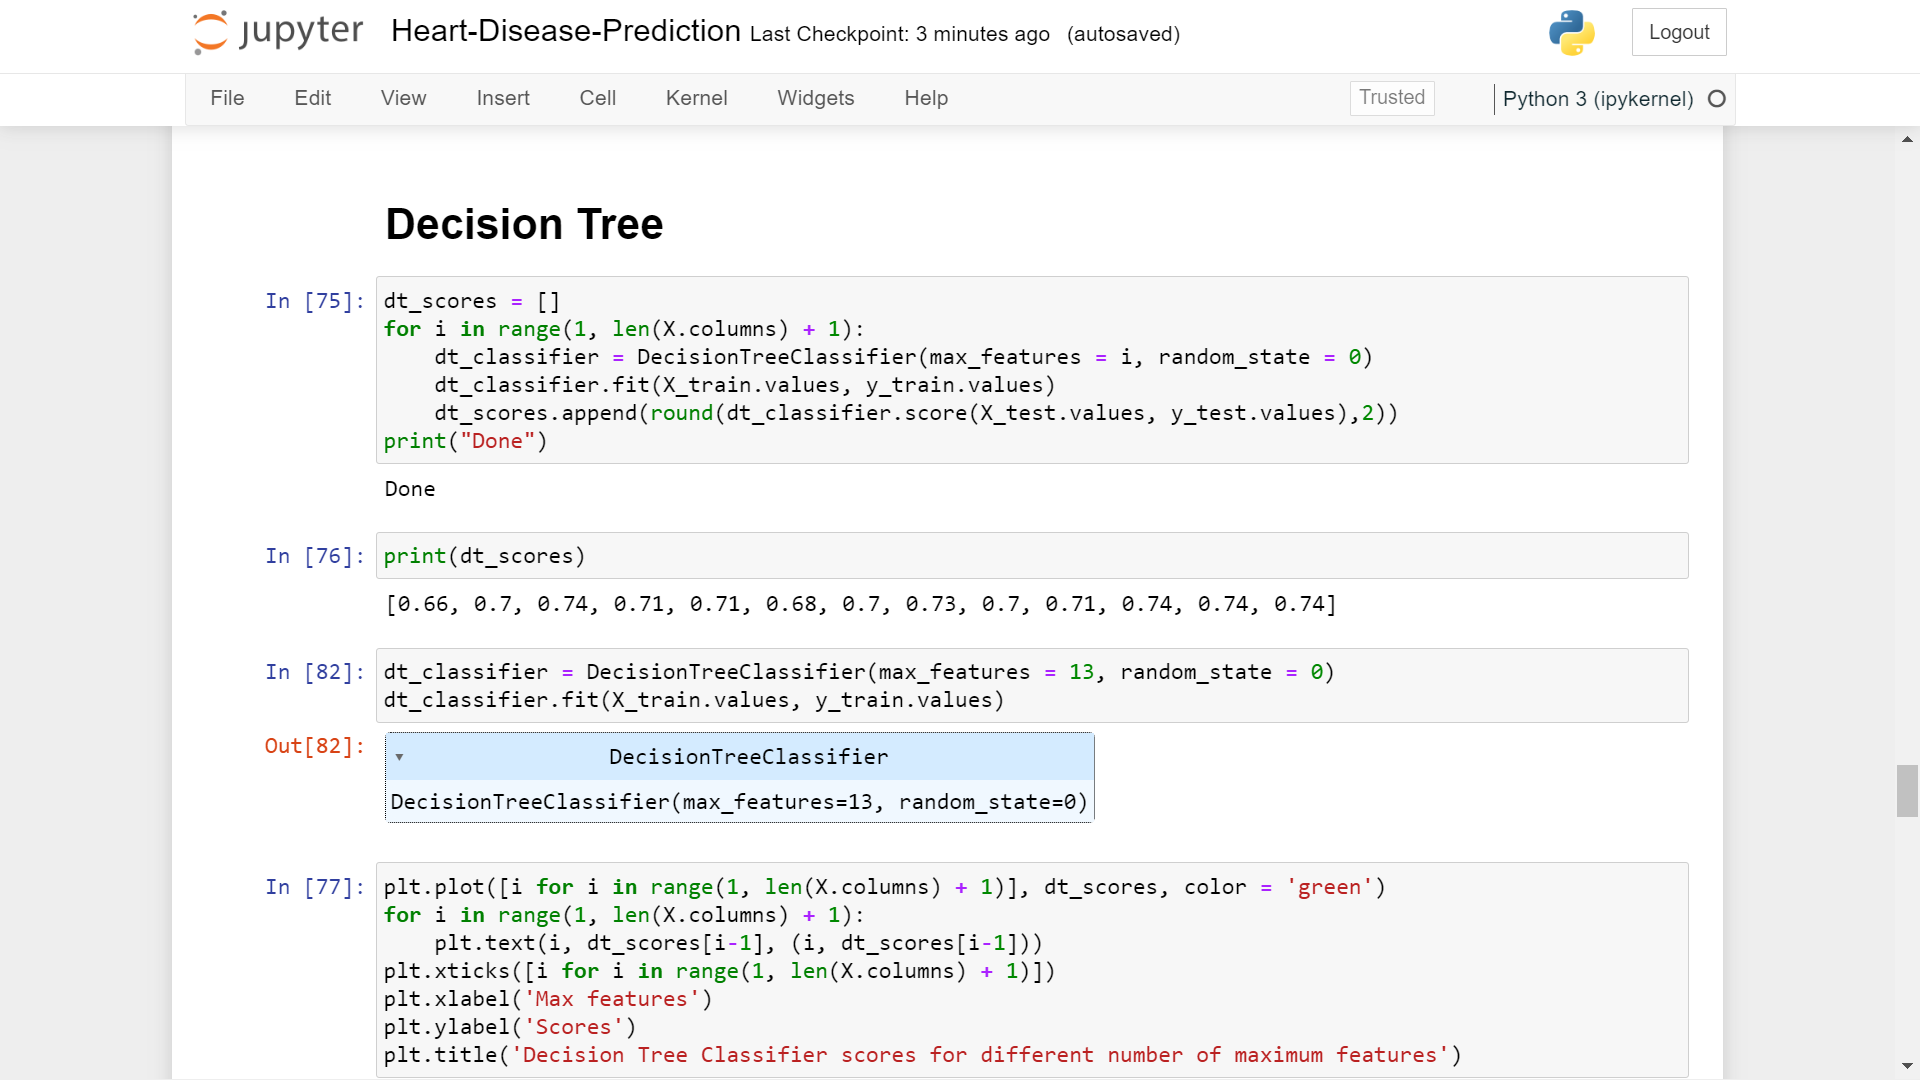 jupyter Heart-Disease-Prediction Last Checkpoint: 3 minutes ago (autosaved) Logout
File Edit View Insert Cell Kernel Widgets Help Trusted Python 3 (ipykernel)
Decision Tree
In [75]: dt_scores = []
for i in range(1, len(X.columns) + 1):
    dt_classifier = DecisionTreeClassifier(max_features = i, random_state = 0)
    dt_classifier.fit(X_train.values, y_train.values)
    dt_scores.append(round(dt_classifier.score(X_test.values, y_test.values),2))
print("Done")
Done
In [76]: print(dt_scores)
[0.66, 0.7, 0.74, 0.71, 0.71, 0.68, 0.7, 0.73, 0.7, 0.71, 0.74, 0.74, 0.74]
In [82]: dt_classifier = DecisionTreeClassifier(max_features = 13, random_state = 0)
dt_classifier.fit(X_train.values, y_train.values)
Out[82]: DecisionTreeClassifier
DecisionTreeClassifier(max_features=13, random_state=0)
In [77]: plt.plot([i for i in range(1, len(X.columns) + 1)], dt_scores, color = 'green')
for i in range(1, len(X.columns) + 1):
    plt.text(i, dt_scores[i-1], (i, dt_scores[i-1]))
plt.xticks([i for i in range(1, len(X.columns) + 1)])
plt.xlabel('Max features')
plt.ylabel('Scores')
plt.title('Decision Tree Classifier scores for different number of maximum features')